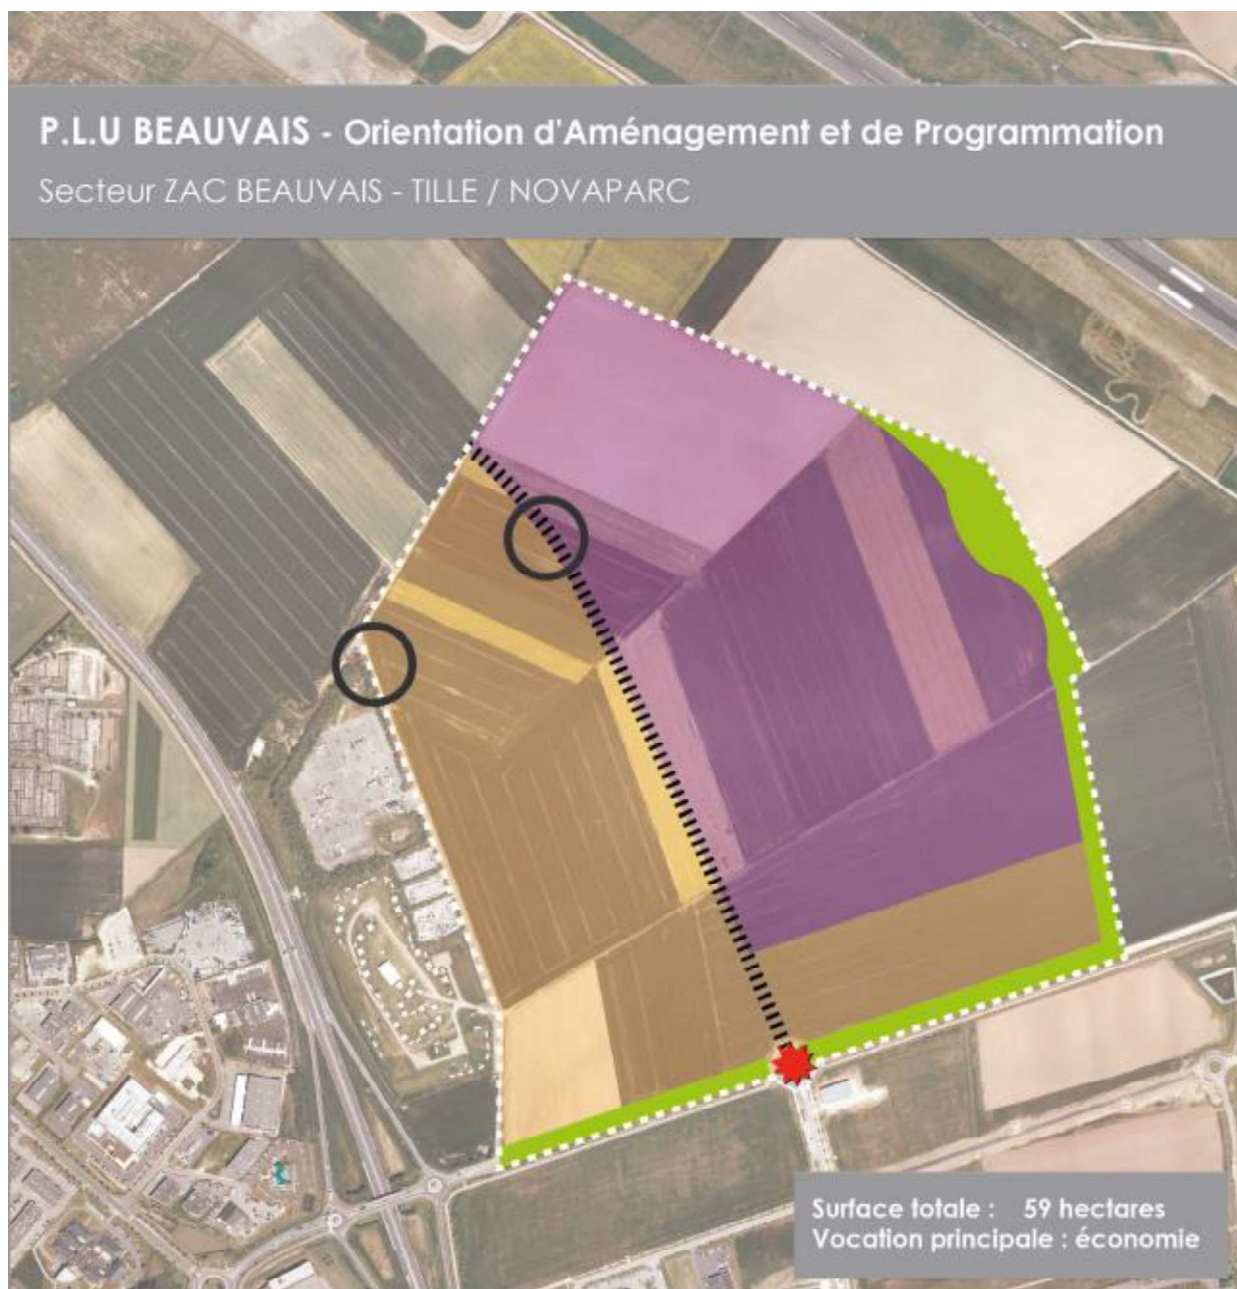 P.L.U BEAUVAIS - Orientation d'Aménagement et de Programmation
Secteur ZAC BEAUVAIS - TILLE / NOVAPARC
Surface totale : 59 hectares
Vocation principale : économie